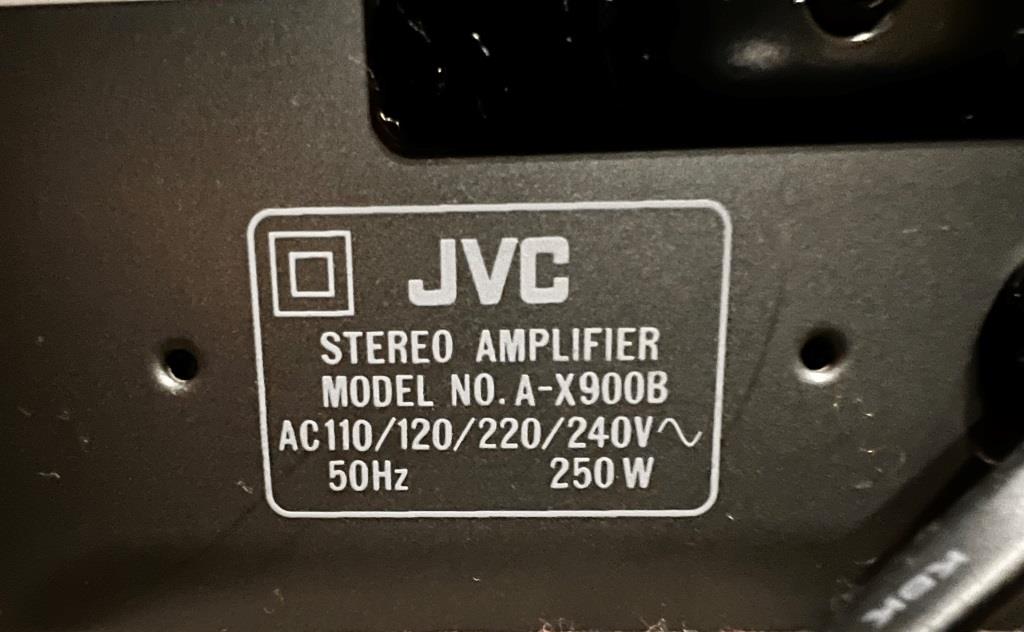 JVC
STEREO AMPLIFIER
MODEL NO. A-X900B
AC110/120/220/240V～
50Hz 250W